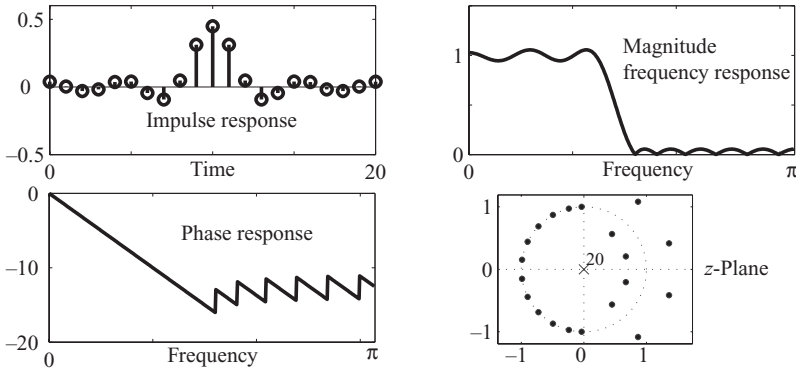 0.5
0
−0.5
Impulse response
0
Time
20
1
0
Magnitude
frequency response
0
Frequency
π
0
−10
−20
Phase response
0
Frequency
π
1
0
−1
20
z-Plane
−1
0
1